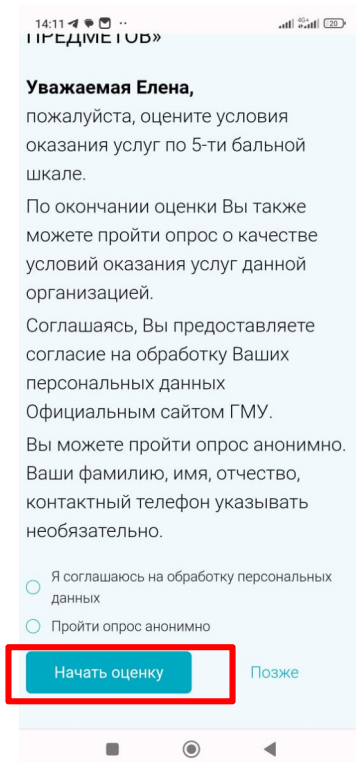 14:11
4G+
20
ПРЕДМЕТОВ»
Уважаемая Елена,
пожалуйста, оцените условия
оказания услуг по 5-ти бальной
шкале.
По окончании оценки Вы также
можете пройти опрос о качестве
условий оказания услуг данной
организацией.
Соглашаясь, Вы предоставляете
согласие на обработку Ваших
персональных данных
Официальным сайтом ГМУ.
Вы можете пройти опрос анонимно.
Ваши фамилию, имя, отчество,
контактный телефон указывать
необязательно.
Я соглашаюсь на обработку персональных
данных
Пройти опрос анонимно
Начать оценку
Позже